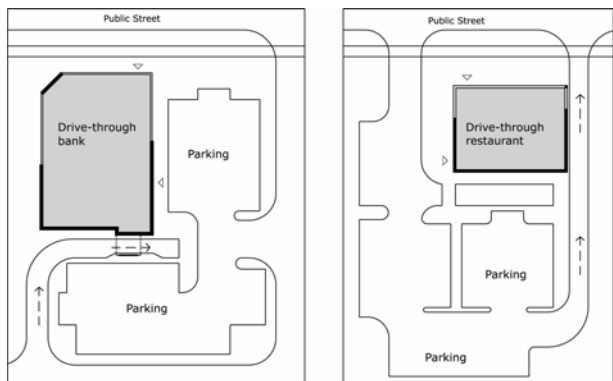 Public Street
Drive-through
bank
Parking
Parking
Public Street
Drive-through
restaurant
Parking
Parking